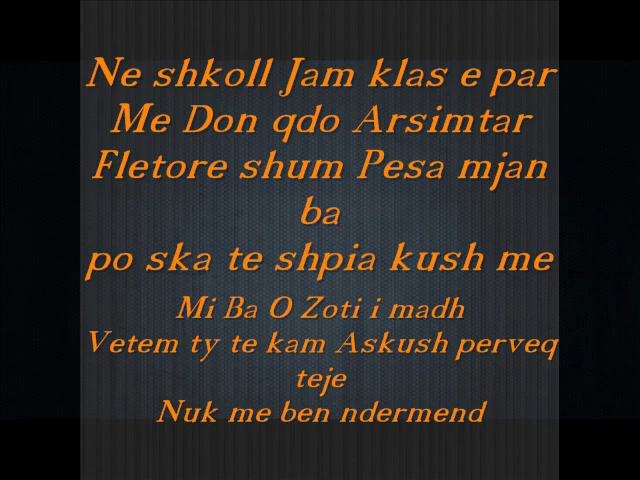 Ne shkoll Jam klas e par
Me Don qdo Arsimtar
Fletore shum Pesa mjan
ba
po ska te shpia kush me
Mi Ba O Zoti i madh
Vetem ty te kam Askush perveq
teje
Nuk me ben ndermend